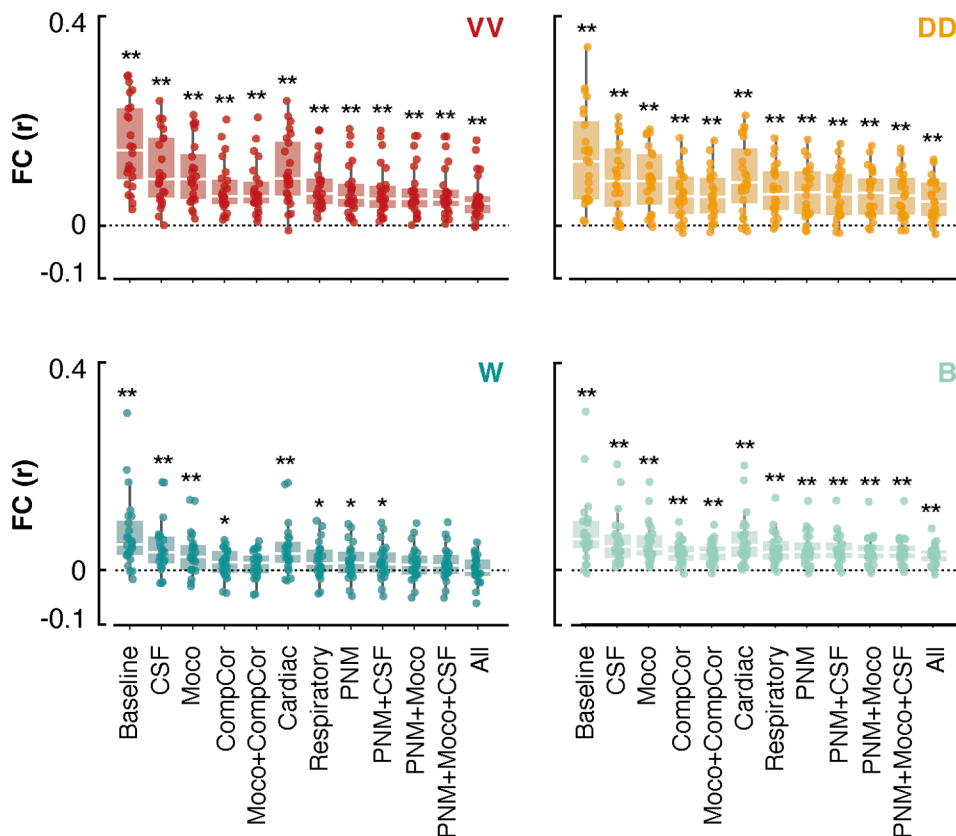 VV
DD
0.4
FC (r)
0
-0.1
** ** ** ** ** ** ** ** ** ** ** **
** ** ** ** ** ** ** ** ** ** ** **
W
B
0.4
FC (r)
0
-0.1
** ** ** * ** * * *
** ** ** ** ** ** ** ** ** ** ** **
Baseline
CSF
Moco
CompCor
Moco+CompCor
Cardiac
Respiratory
PNM
PNM+CSF
PNM+Moco
PNM+Moco+CSF
All
Baseline
CSF
Moco
CompCor
Moco+CompCor
Cardiac
Respiratory
PNM
PNM+CSF
PNM+Moco
PNM+Moco+CSF
All